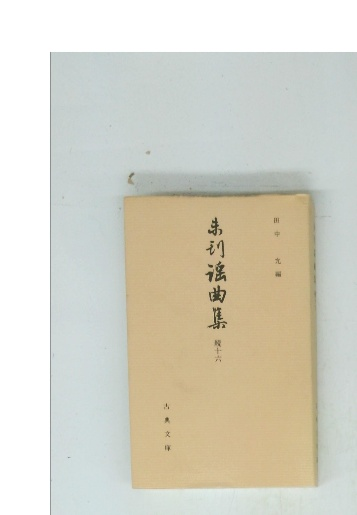 田中 允編
未刊謡曲集
続十六
古典文庫